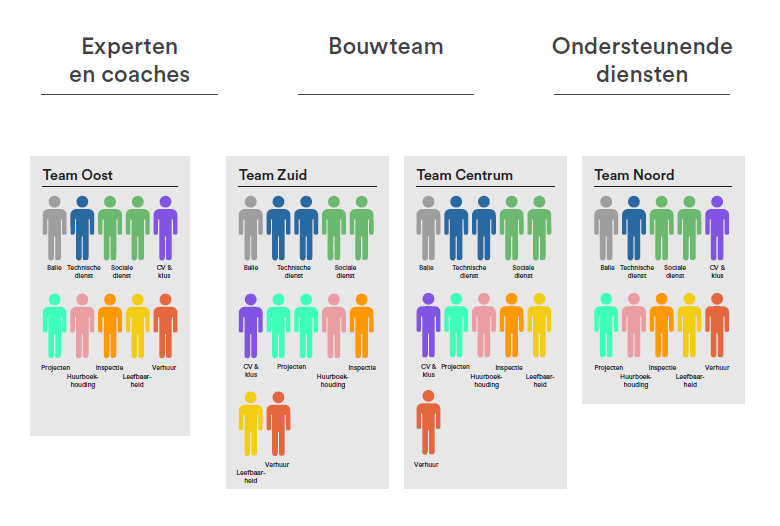 Experten
en coaches
Bouwteam
Ondersteunende
diensten
Team Oost
Balie Technische
dienst
Sociale
dienst
CV &
klus
Projecten
Huurboek-
houding
Inspectie
Leefbaar-
heid
Verhuur
Team Zuid
Balie
Technische
dienst
Sociale
dienst
CV &
klus
Projecten
Huurboek-
houding
Inspectie
Leefbaar-
heid
Verhuur
Team Centrum
Balie
Technische
dienst
Sociale
dienst
CV &
klus
Projecten
Huurboek-
houding
Inspectie
Leefbaar-
heid
Verhuur
Team Noord
Balie Technische
dienst
Sociale
dienst
CV &
klus
Projecten
Huurboek-
houding
Inspectie
Leefbaar-
heid
Verhuur